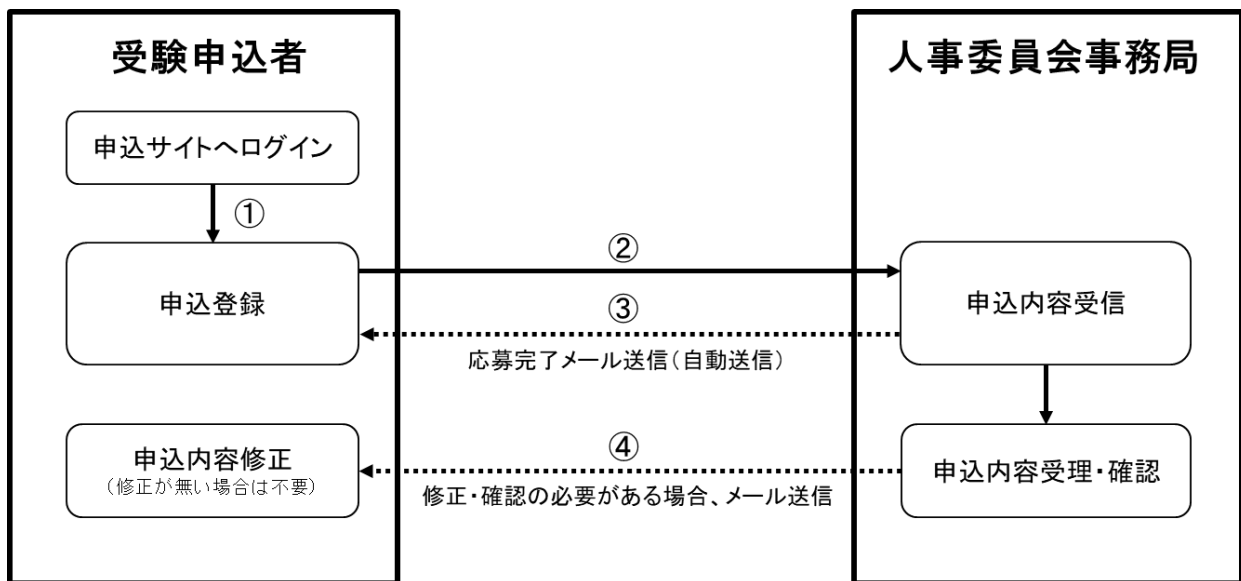 受験申込者
人事委員会事務局
申込サイトへログイン
①
申込登録
②
申込内容受信
③
応募完了メール送信(自動送信)
申込内容修正
(修正が無い場合は不要)
④
修正・確認の必要がある場合、メール送信
申込内容受理・確認